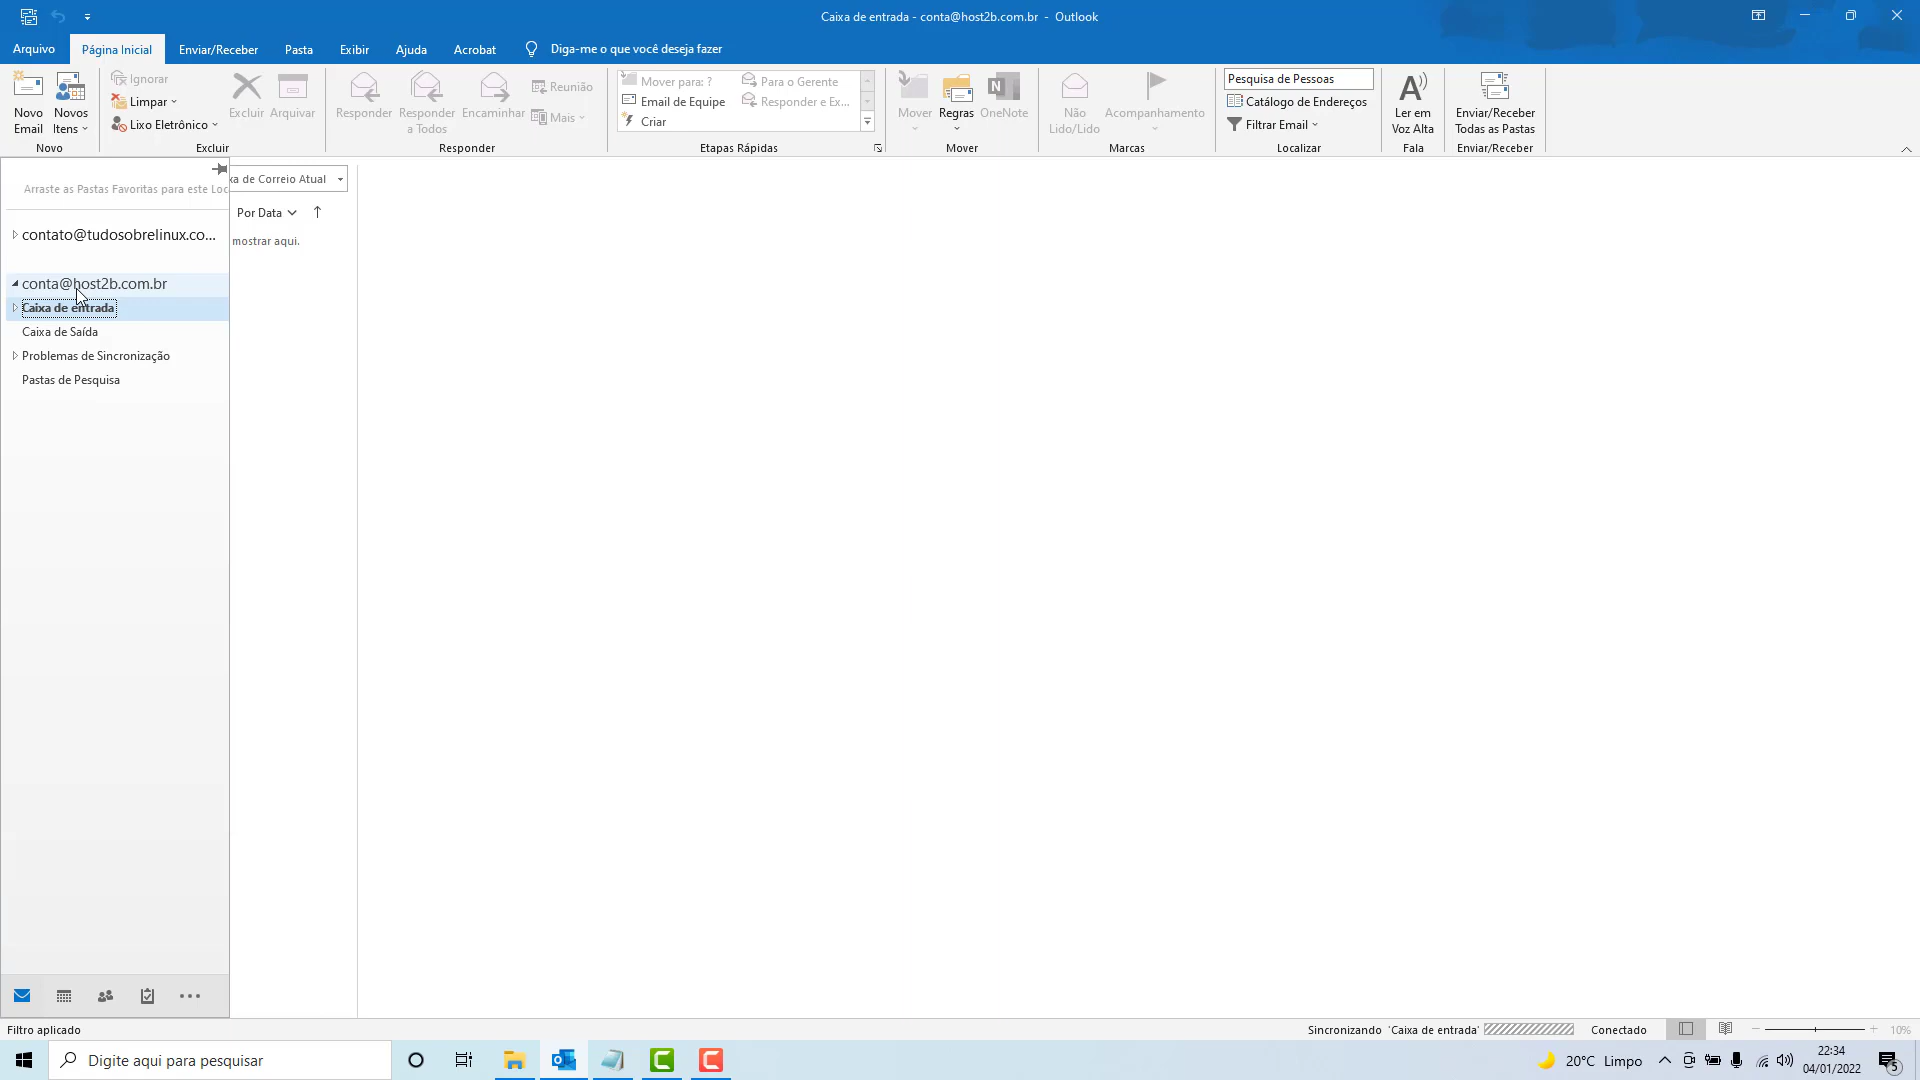 Caixa de entrada - conta@host2b.com.br - Outlook
Arquivo
Página Inicial
Enviar/Receber
Pasta
Exibir
Ajuda
Acrobat
Diga-me o que você deseja fazer
Novo
Email
Novos
Itens
Novo
Ignorar
Limpar
Lixo Eletrônico
Excluir
Arquivar
Excluir
Responder
Responder
a Todos
Encaminhar
Reunião
Mais
Responder
Mover para: ?
Email de Equipe
Criar
Para o Gerente
Responder e Ex...
Etapas Rápidas
Mover
Regras
OneNote
Mover
Não
Lido/Lido
Acompanhamento
Marcas
Pesquisa de Pessoas
Catálogo de Endereços
Filtrar Email
Localizar
Ler em
Voz Alta
Fala
Enviar/Receber
Todas as Pastas
Enviar/Receber
Arraste as Pastas Favoritas para este Loc
xa de Correio Atual
Por Data
mostrar aqui.
contato@tudosobrelinux.co...
conta@host2b.com.br
Caixa de entrada
Caixa de Saída
Problemas de Sincronização
Pastas de Pesquisa
Filtro aplicado
Sincronizando 'Caixa de entrada'
Conectado
10%
Digite aqui para pesquisar
20°C Limpo
22:34
04/01/2022
5